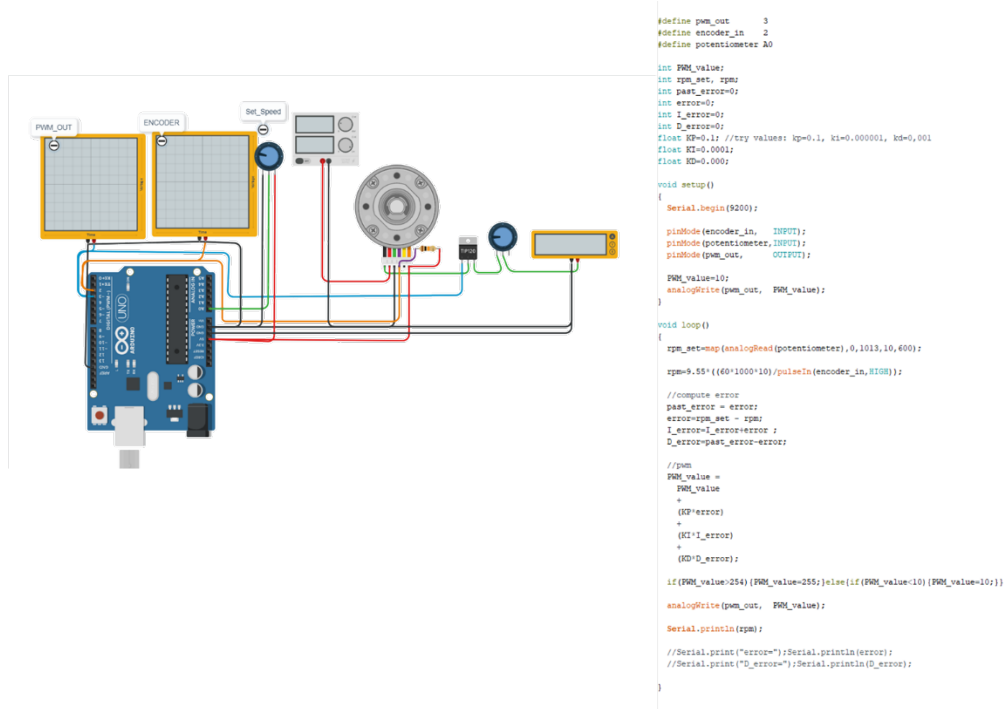 PWM_OUT
ENCODER
Set_Speed
TIP120
UNO
ARDUINO
#define pwm_out 3
#define encoder_in 2
#define potentiometer A0
int PWM_value;
int rpm_set, rpm;
int past_error=0;
int error=0;
int I_error=0;
int D_error=0;
float KP=0.1; //try values: kp=0.1, ki=0.000001, kd=0,001
float KI=0.0001;
float KD=0.000;
void setup()
{
Serial.begin(9200);
pinMode(encoder_in, INPUT);
pinMode(potentiometer,INPUT);
pinMode(pwm_out, OUTPUT);
PWM_value=10;
analogWrite(pwm_out, PWM_value);
}
void loop()
{
rpm_set=map(analogRead(potentiometer),0,1013,10,600);
rpm=9.55*((60*1000*10)/pulseIn(encoder_in,HIGH));
//compute error
past_error = error;
error=rpm_set - rpm;
I_error=I_error+error ;
D_error=past_error-error;
//pwm
PWM_value =
PWM_value
+
(KP*error)
+
(KI*I_error)
+
(KD*D_error);
if(PWM_value>254){PWM_value=255;}else{if(PWM_value<10){PWM_value=10;}}
analogWrite(pwm_out, PWM_value);
Serial.println(rpm);
//Serial.print("error=");Serial.println(error);
//Serial.print("D_error=");Serial.println(D_error);
}